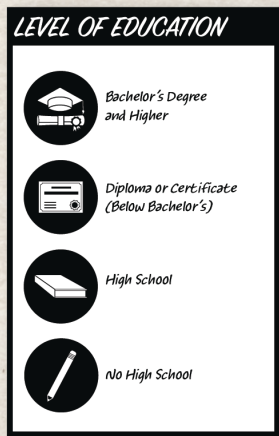 LEVEL OF EDUCATION
Bachelor's Degree
and Higher
Diploma or Certificate
(Below Bachelor's)
High School
No High School